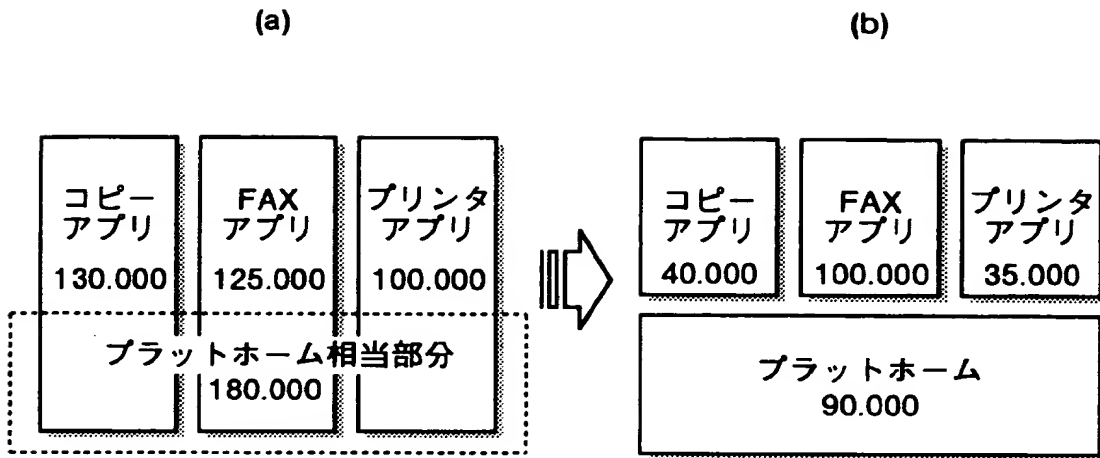 (a)
(b)
コピー
アプリ
130.000
FAX
アプリ
125.000
プリンタ
アプリ
100.000
プラットホーム相当部分
180.000
コピー
アプリ
40.000
FAX
アプリ
100.000
プリンタ
アプリ
35.000
プラットホーム
90.000